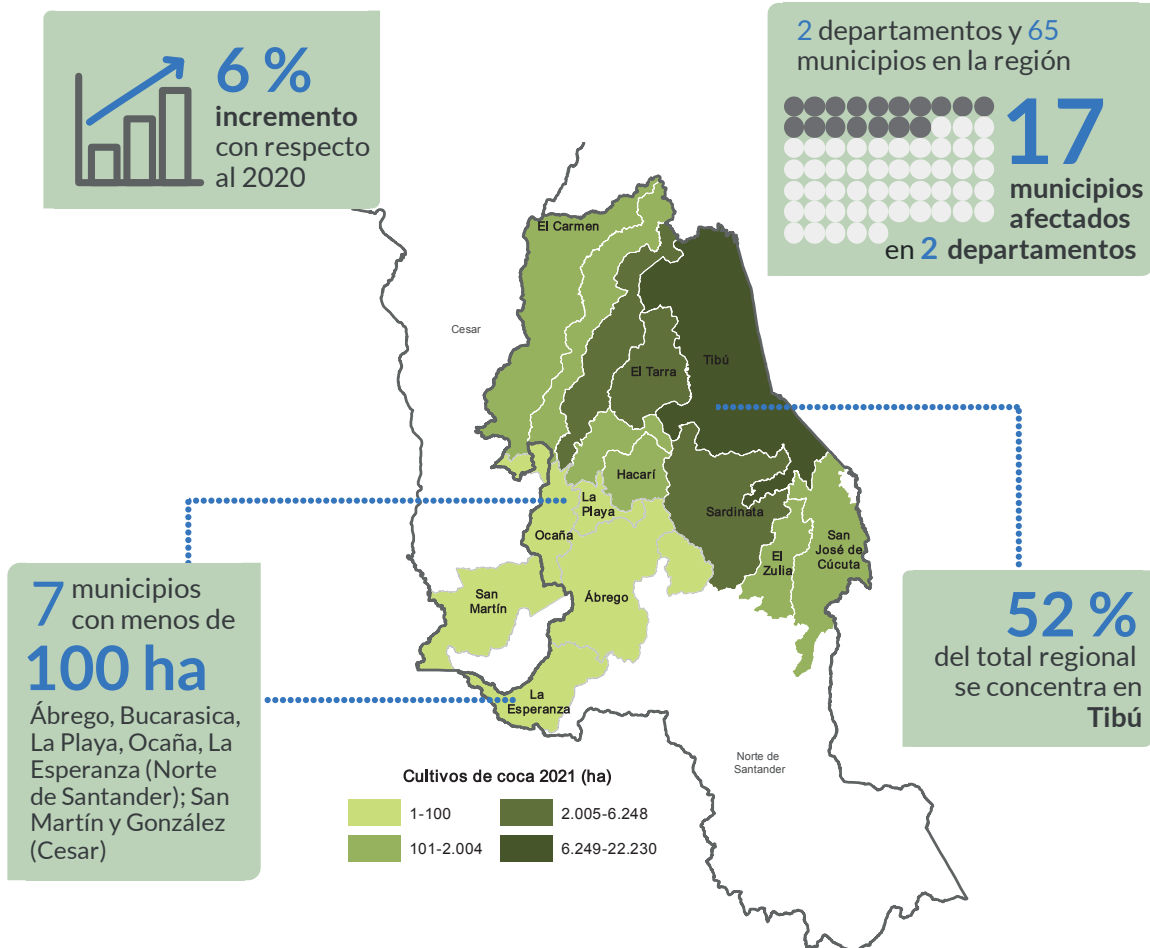 6 %
incremento
con respecto
al 2020
2 departamentos y 65
municipios en la región
17
municipios
afectados
en 2 departamentos
El Carmen
Cesar
Tibú
El Tarra
Hacarí
La
Playa
Sardinata
Ocaña
San
José de
Cúcuta
El
Zulia
San
Martín
Ábrego
La
Esperanza
Norte de
Santander
7 municipios
con menos de
100 ha
Ábrego, Bucarasica,
La Playa, Ocaña, La
Esperanza (Norte
de Santander); San
Martín y González
(Cesar)
52 %
del total regional
se concentra en
Tibú
Cultivos de coca 2021 (ha)
1-100
2.005-6.248
101-2.004
6.249-22.230